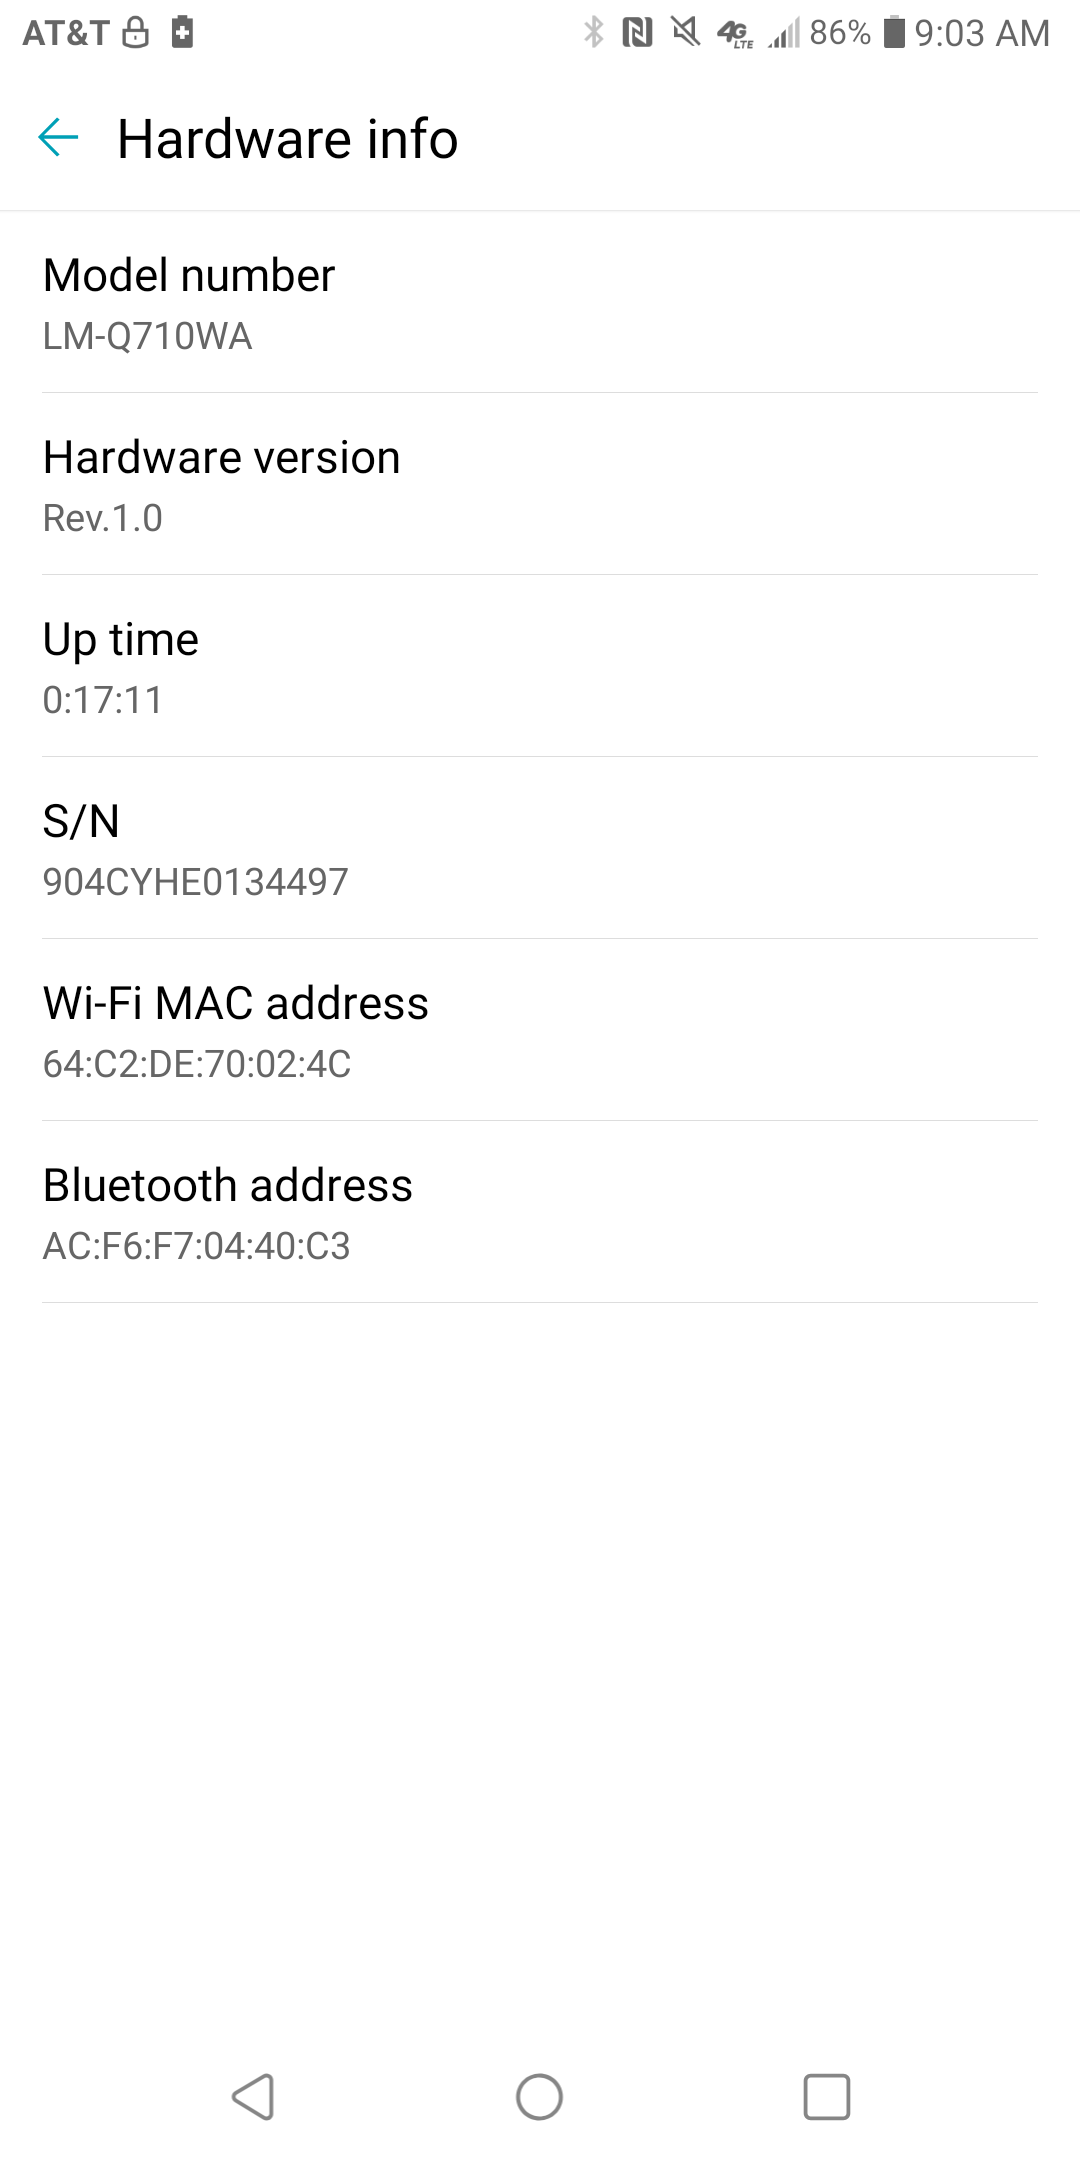 AT&T 4G LTE 86% 9:03 AM
Hardware info
Model number
LM-Q710WA
Hardware version
Rev.1.0
Up time
0:17:11
S/N
904CYHE0134497
Wi-Fi MAC address
64:C2:DE:70:02:4C
Bluetooth address
AC:F6:F7:04:40:C3